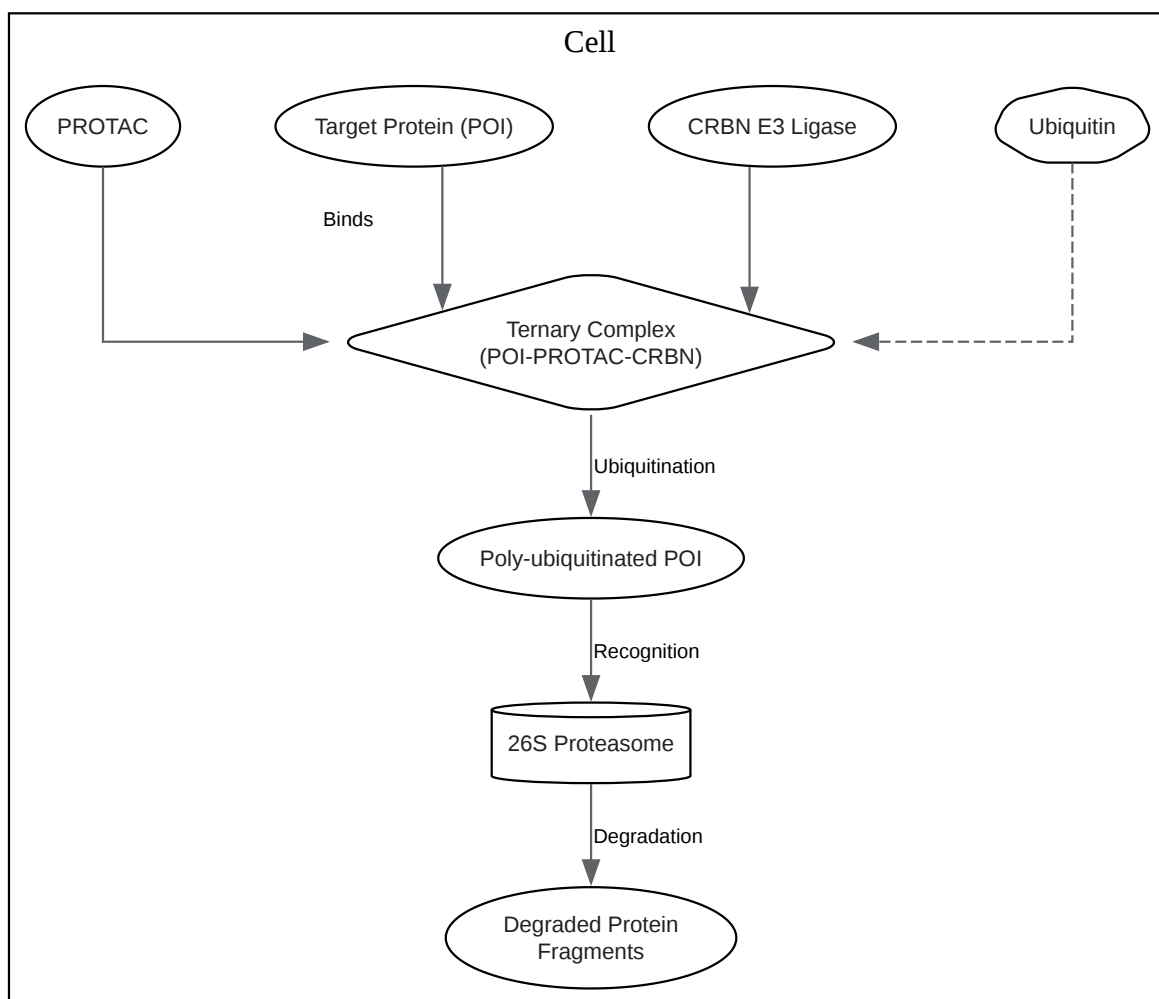 Cell
PROTAC
Target Protein (POI)
CRBN E3 Ligase
Ubiquitin
Binds
Ternary Complex
(POI-PROTAC-CRBN)
Ubiquitination
Poly-ubiquitinated POI
Recognition
26S Proteasome
Degradation
Degraded Protein
Fragments